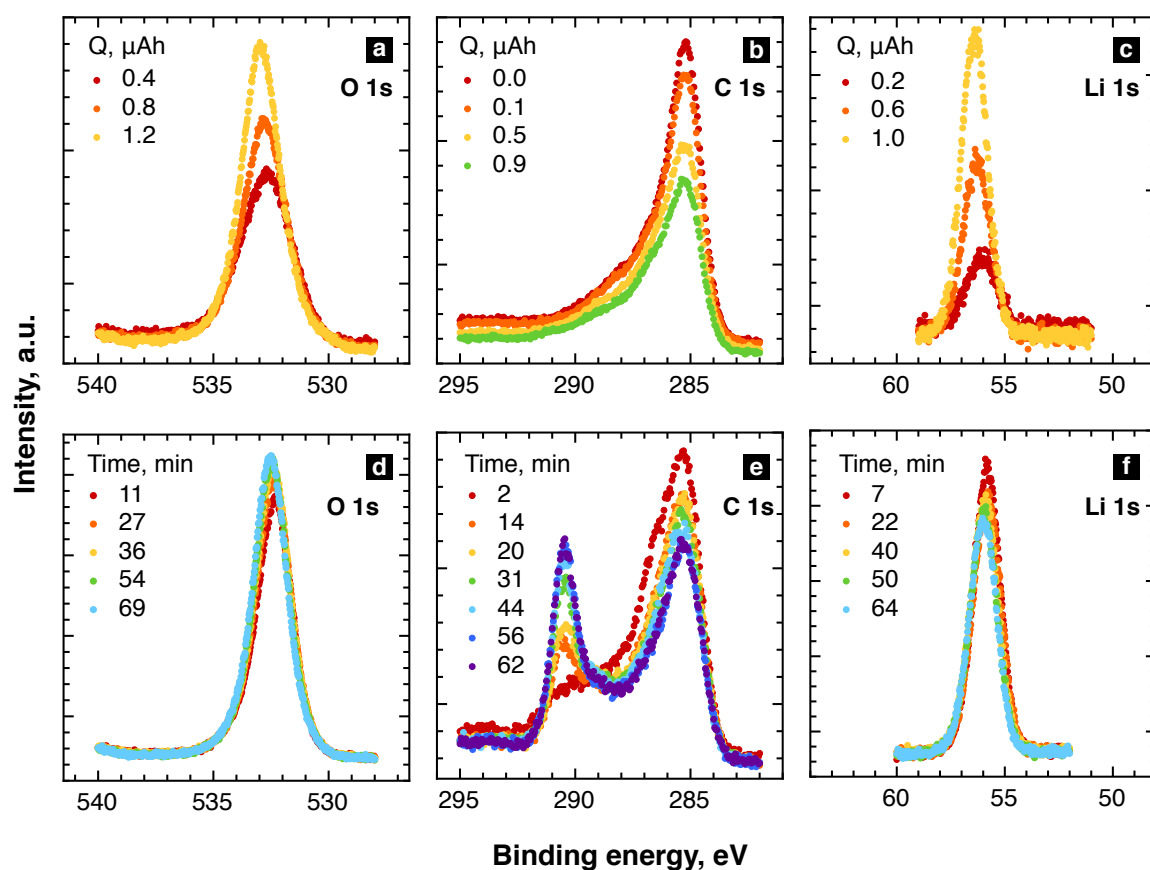 Intensity, a.u.
Q, μAh
0.4
0.8
1.2
a
O 1s
540
535
530
Q, μAh
0.0
0.1
0.5
0.9
b
C 1s
295
290
285
Q, μAh
0.2
0.6
1.0
c
Li 1s
60
55
50
Time, min
11
27
36
54
69
d
O 1s
540
535
530
Time, min
2
14
20
31
44
56
62
e
C 1s
295
290
285
Time, min
7
22
40
50
64
f
Li 1s
60
55
50
Binding energy, eV